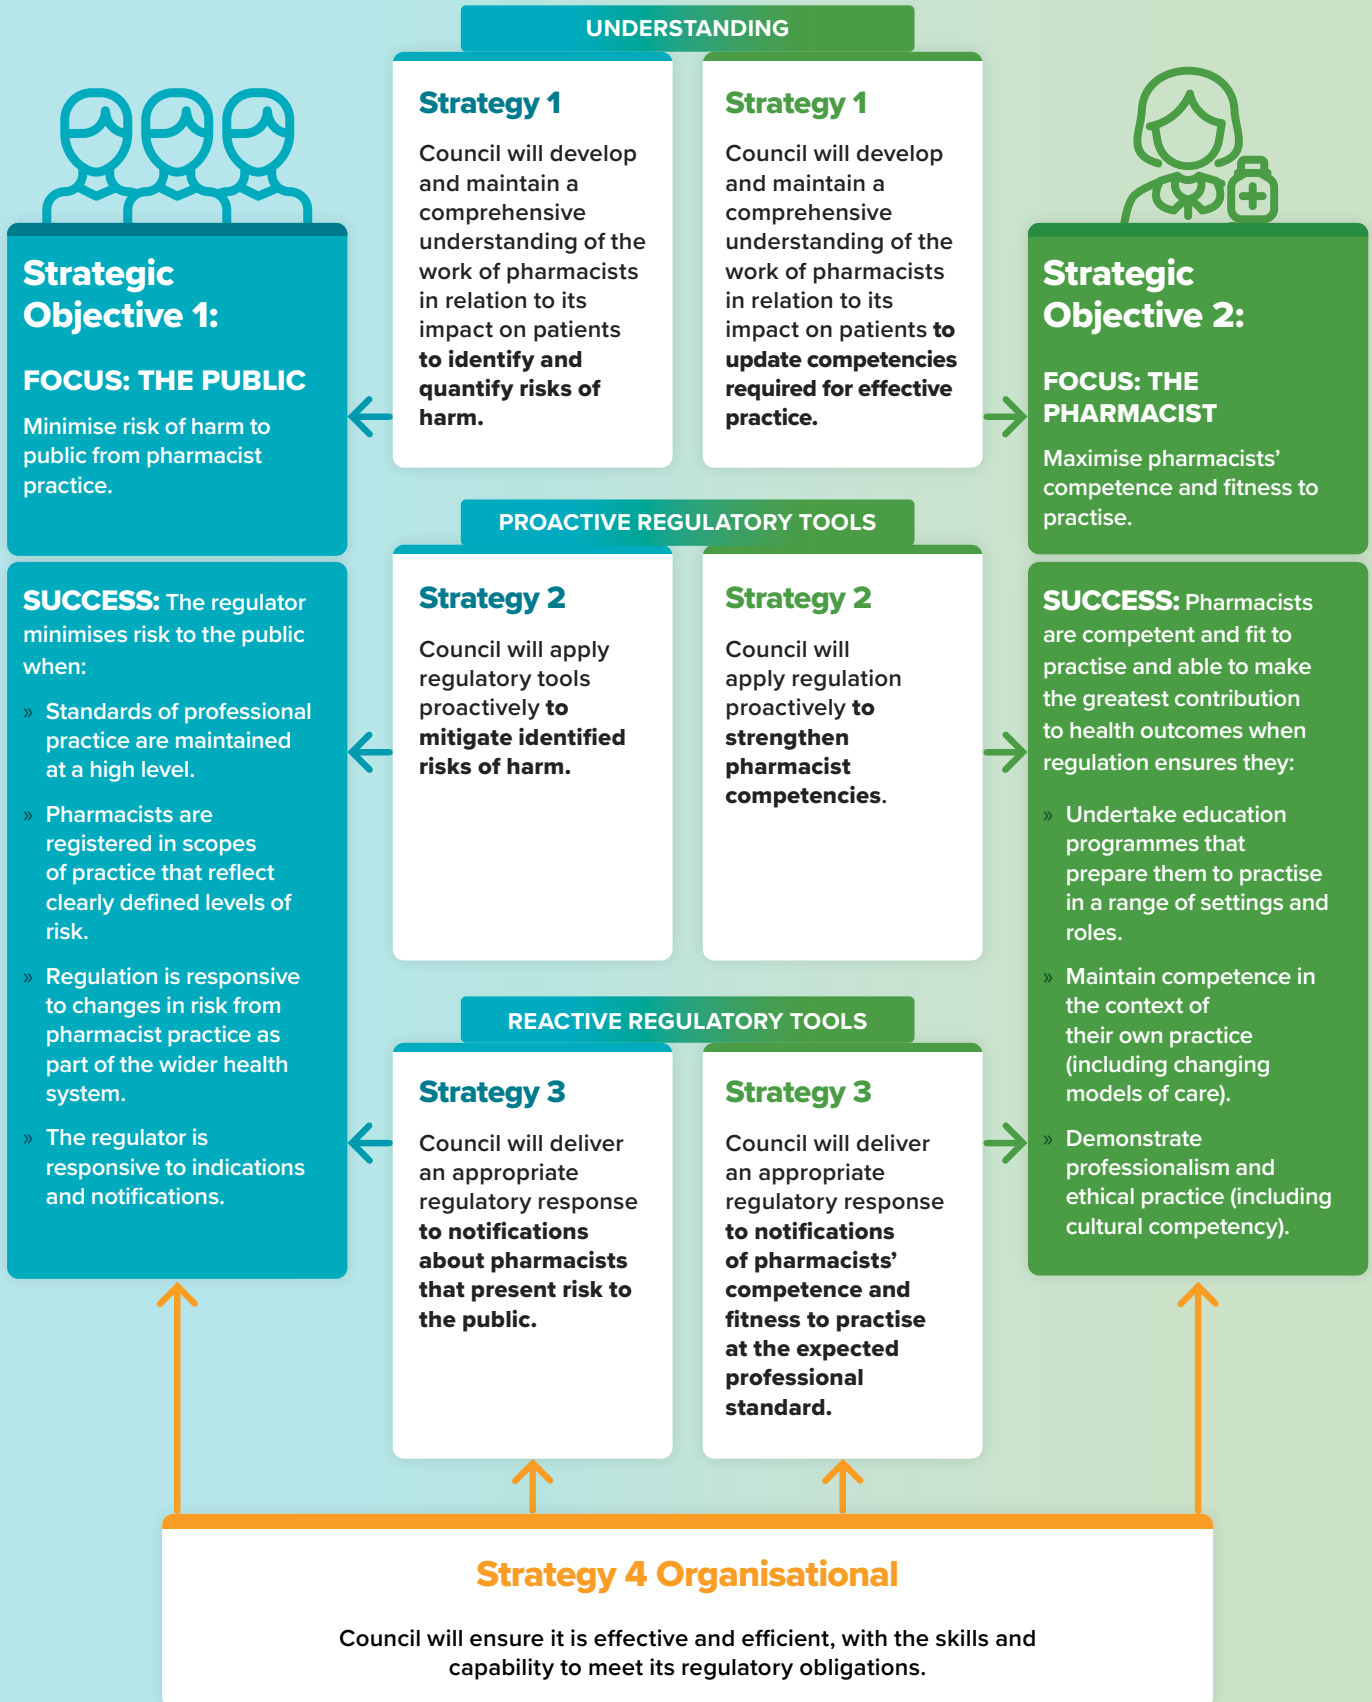 UNDERSTANDING
Strategy 1
Council will develop
and maintain a
comprehensive
understanding of the
work of pharmacists
in relation to its
impact on patients
to identify and
quantify risks of
harm.
Strategy 1
Council will develop
and maintain a
comprehensive
understanding of the
work of pharmacists
in relation to its
impact on patients to
update competencies
required for effective
practice.
Strategic
Objective 1:
FOCUS: THE PUBLIC
Minimise risk of harm to
public from pharmacist
practice.
Strategic
Objective 2:
FOCUS: THE
PHARMACIST
Maximise pharmacists’
competence and fitness to
practise.
PROACTIVE REGULATORY TOOLS
Strategy 2
Council will apply
regulatory tools
proactively to
mitigate identified
risks of harm.
Strategy 2
Council will
apply regulation
proactively to
strengthen
pharmacist
competencies.
SUCCESS: The regulator
minimises risk to the public
when:
» Standards of professional
practice are maintained
at a high level.
» Pharmacists are
registered in scopes
of practice that reflect
clearly defined levels of
risk.
» Regulation is responsive
to changes in risk from
pharmacist practice as
part of the wider health
system.
» The regulator is
responsive to indications
and notifications.
SUCCESS: Pharmacists
are competent and fit to
practise and able to make
the greatest contribution
to health outcomes when
regulation ensures they:
» Undertake education
programmes that
prepare them to practise
in a range of settings and
roles.
» Maintain competence in
the context of
their own practice
(including changing
models of care).
» Demonstrate
professionalism and
ethical practice (including
cultural competency).
REACTIVE REGULATORY TOOLS
Strategy 3
Council will deliver
an appropriate
regulatory response
to notifications
about pharmacists
that present risk to
the public.
Strategy 3
Council will deliver
an appropriate
regulatory response
to notifications
of pharmacists’
competence and
fitness to practise
at the expected
professional
standard.
Strategy 4 Organisational
Council will ensure it is effective and efficient, with the skills and
capability to meet its regulatory obligations.